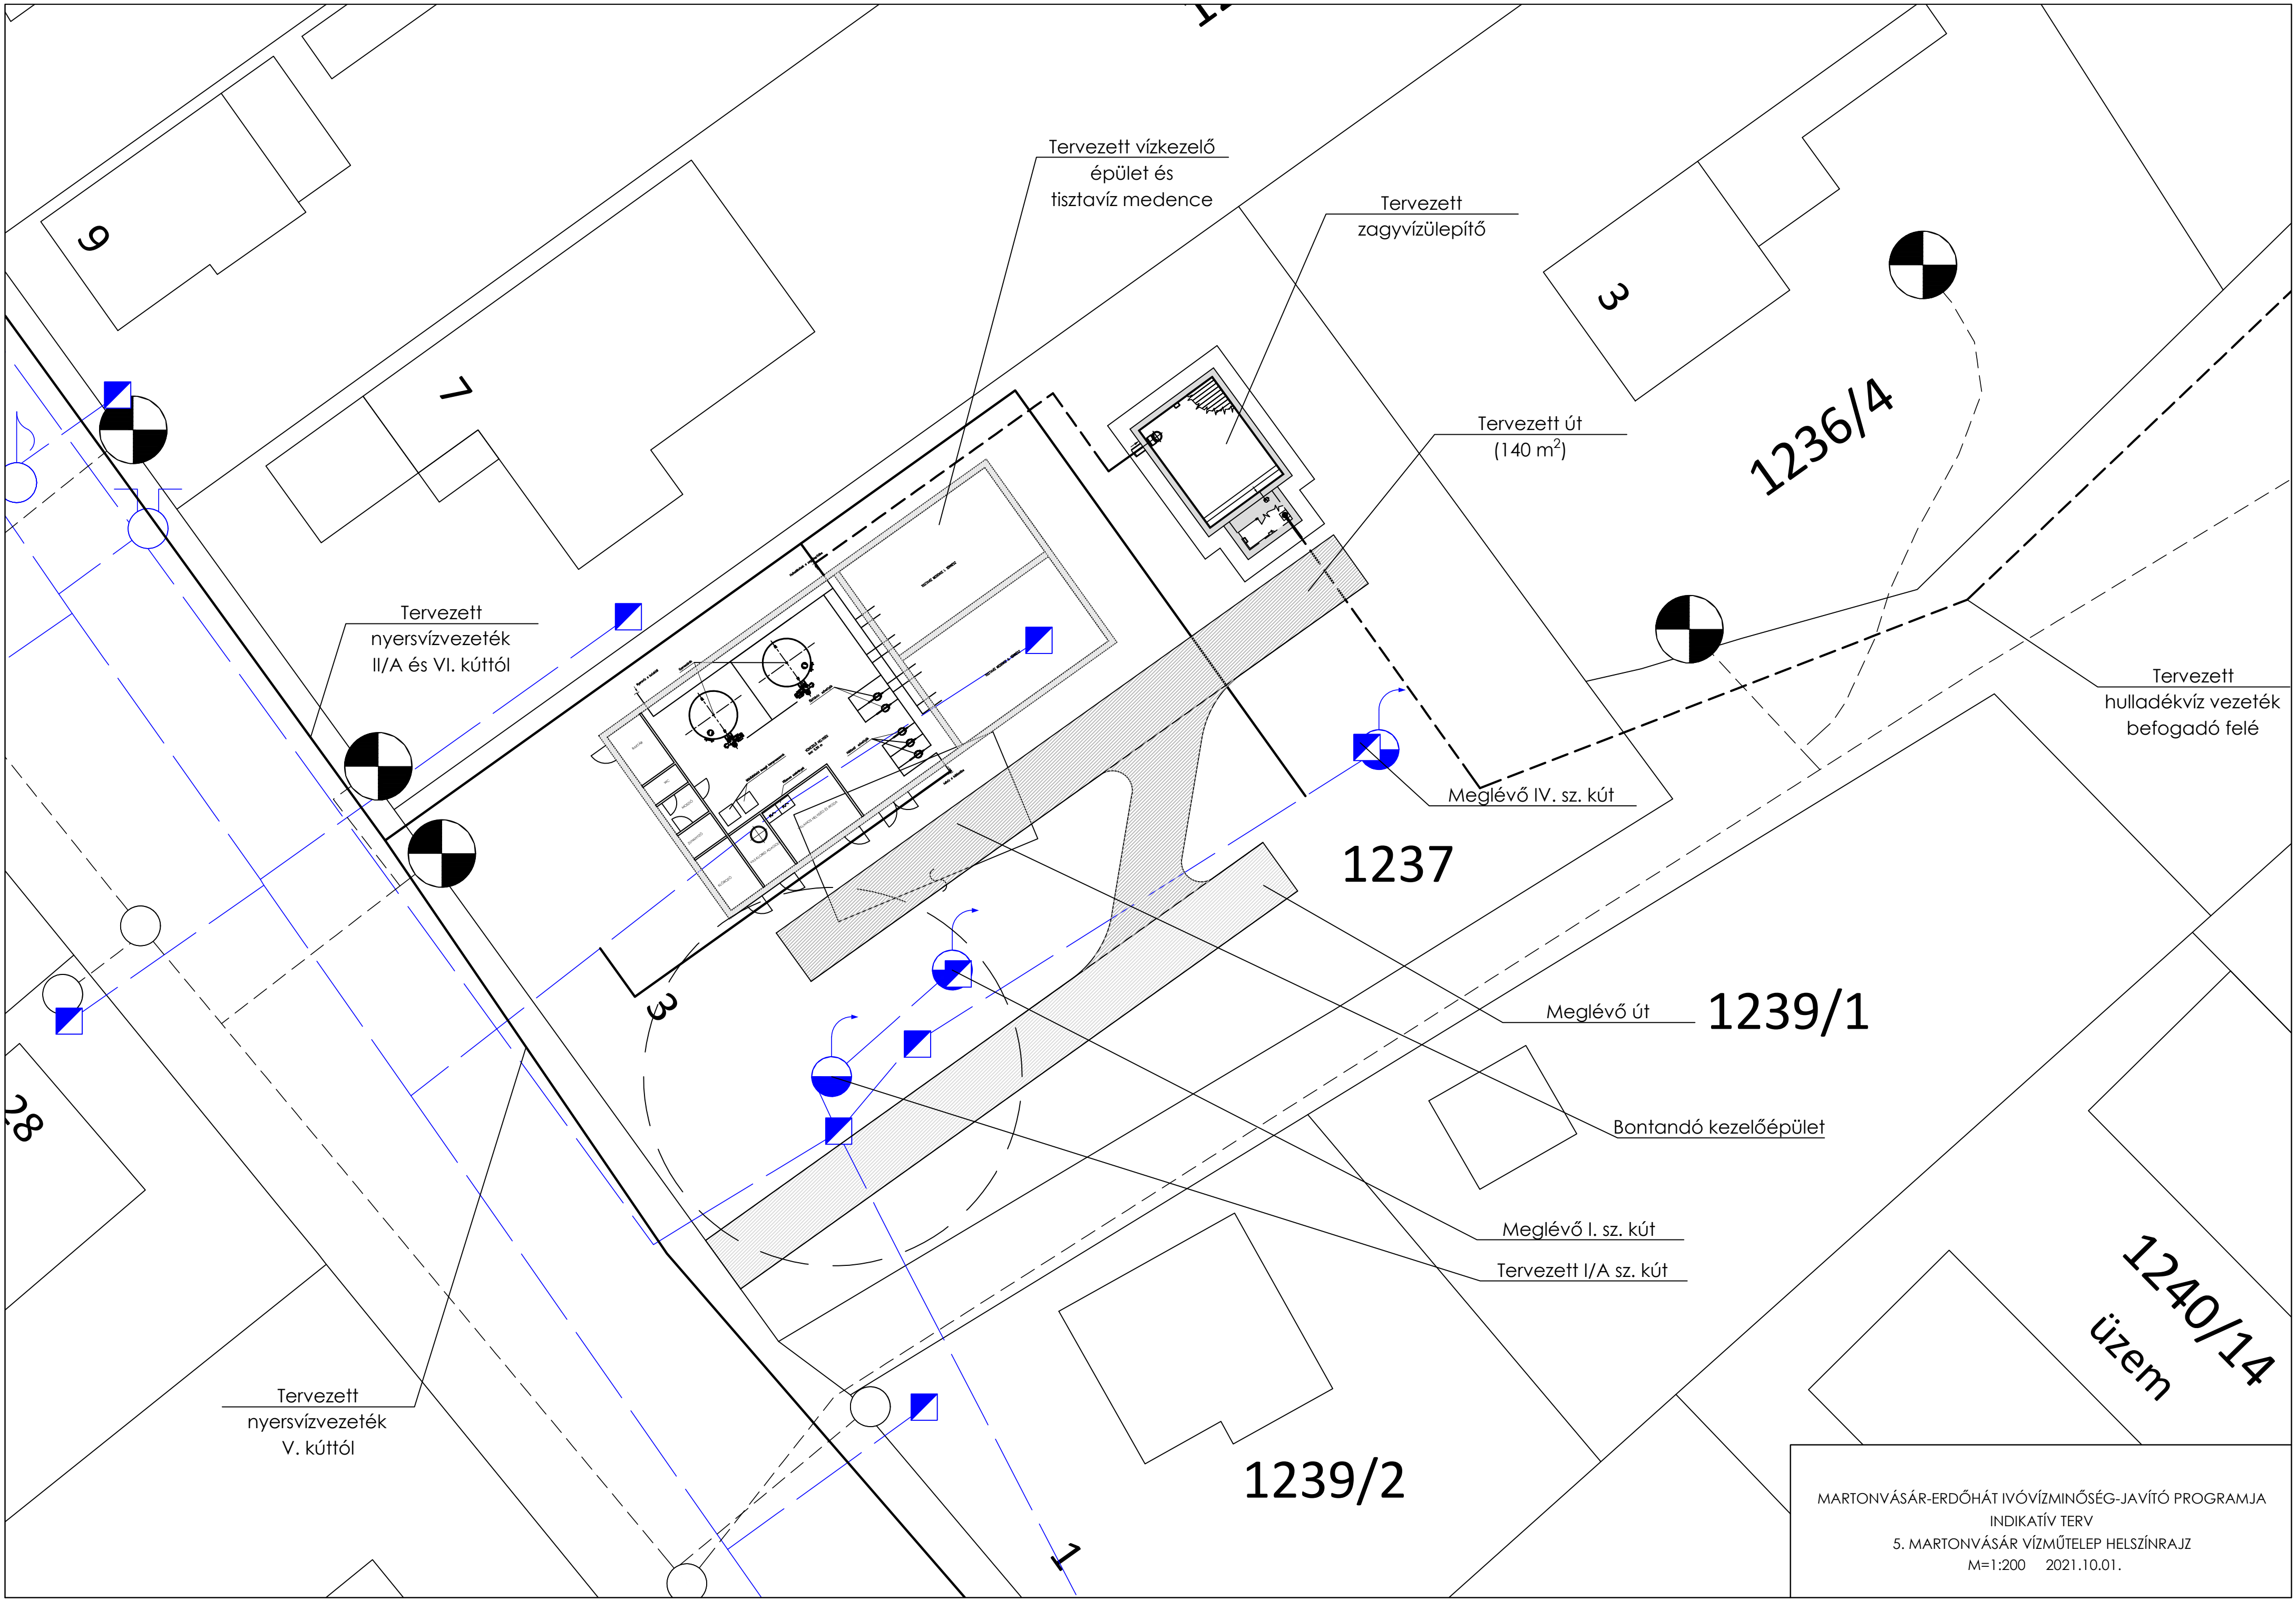 Tervezett vízkezelő
épület és
tisztavíz medence
Tervezett
zagyvízülepítő
9
3
7
Tervezett út
(140 m²)
1236/4
Tervezett
nyersvízvezeték
II/A és VI. kúttól
Tervezett
hulladékvíz vezeték
befogadó felé
Meglévő IV. sz. kút
1237
3
Meglévő út
1239/1
28
Bontandó kezelőépület
Meglévő I. sz. kút
Tervezett I/A sz. kút
1240/14
üzem
Tervezett
nyersvízvezeték
V. kúttól
1239/2
1
MARTONVÁSÁR-ERDŐHÁT IVÓVÍZMINŐSÉG-JAVÍTÓ PROGRAMJA
INDIKATÍV TERV
5. MARTONVÁSÁR VÍZMŰTELEP HELSZÍNRAJZ
M=1:200 2021.10.01.